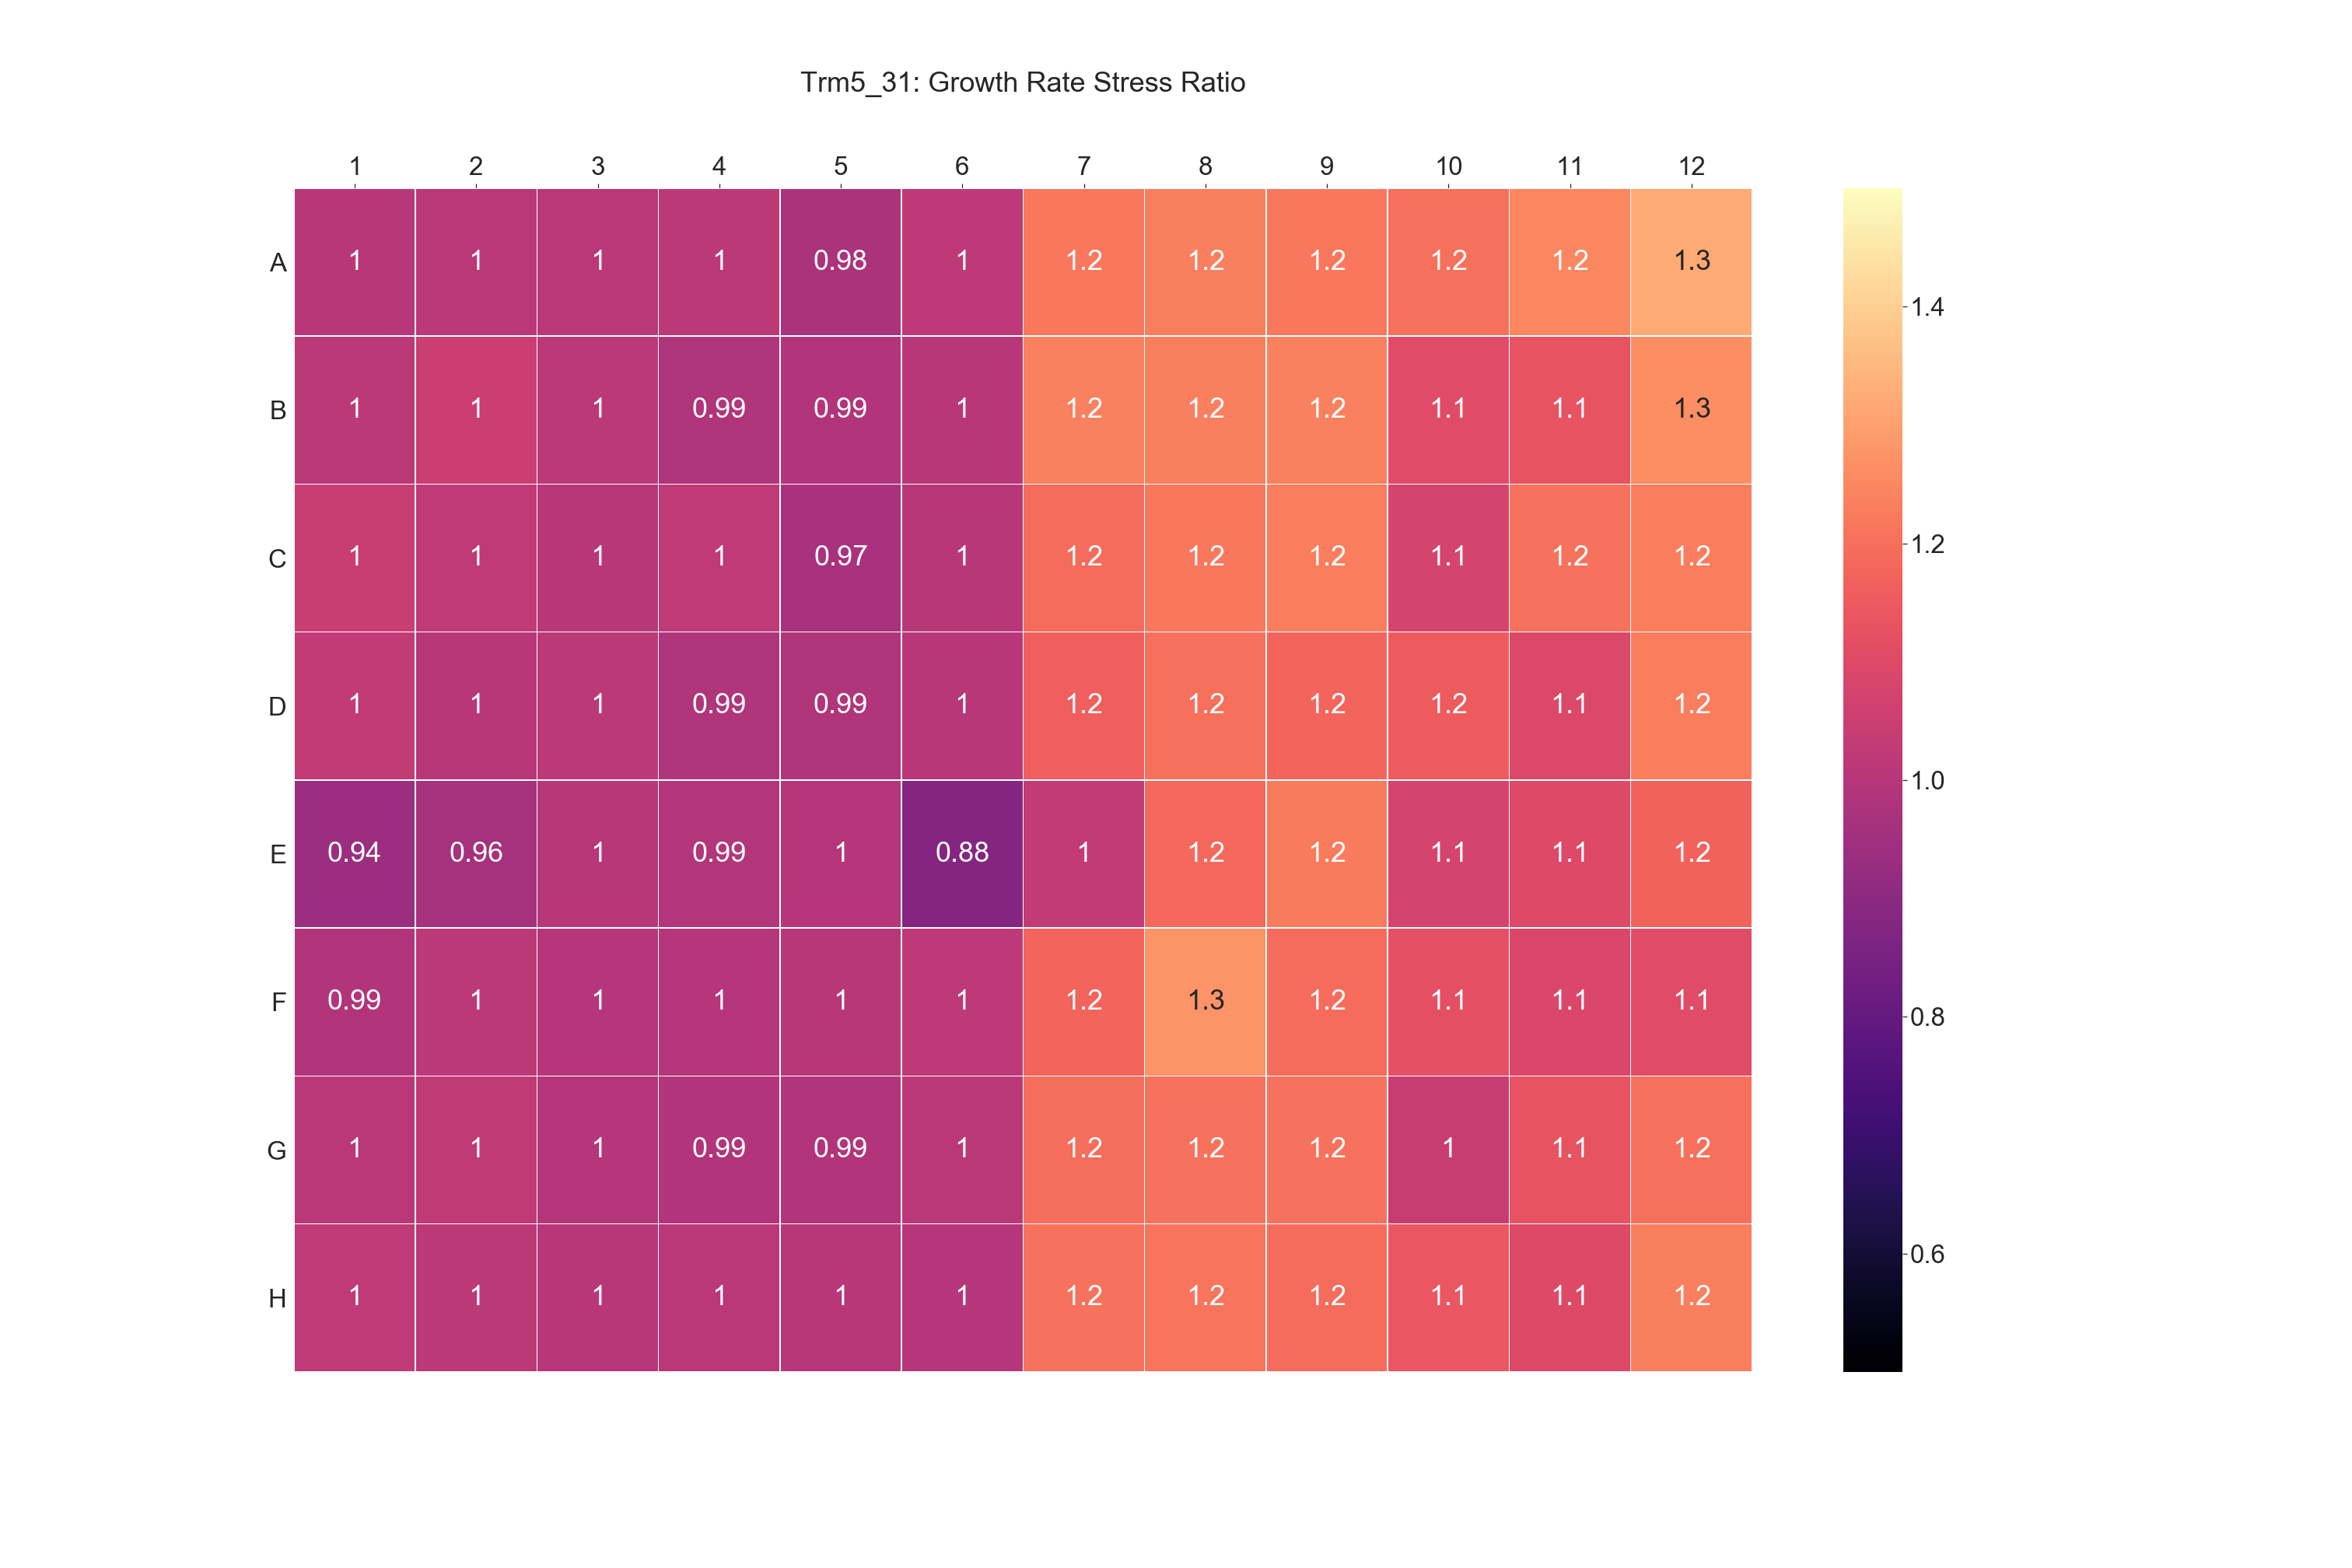 Trm5_31: Growth Rate Stress Ratio
1 2 3 4 5 6 7 8 9 10 11 12
A 1 1 1 1 0.98 1 1.2 1.2 1.2 1.2 1.2 1.3
1.4
B 1 1 1 0.99 0.99 1 1.2 1.2 1.2 1.1 1.1 1.3
C 1 1 1 1 0.97 1 1.2 1.2 1.2 1.1 1.2 1.2
1.2
D 1 1 1 0.99 0.99 1 1.2 1.2 1.2 1.2 1.1 1.2
1.0
E 0.94 0.96 1 0.99 1 0.88 1 1.2 1.2 1.1 1.1 1.2
F 0.99 1 1 1 1 1 1.2 1.3 1.2 1.1 1.1 1.1
0.8
G 1 1 1 0.99 0.99 1 1.2 1.2 1.2 1 1.1 1.2
0.6
H 1 1 1 1 1 1 1.2 1.2 1.2 1.1 1.1 1.2